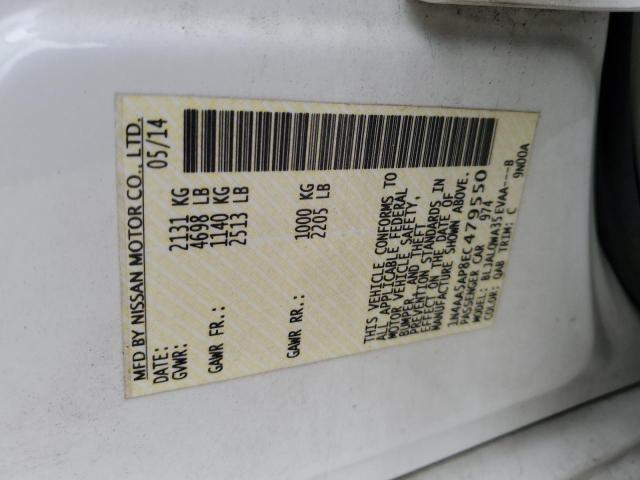 MFD BY NISSAN MOTOR CO., LTD.
DATE: 05/14
GVWR: 2131 KG
4698 LB
GAWR FR.: 1140 KG
2513 LB
GAWR RR.: 1000 KG
2205 LB
THIS VEHICLE CONFORMS TO
ALL APPLICABLE FEDERAL
MOTOR VEHICLE SAFETY,
BUMPER, AND THEFT
PREVENTION STANDARDS IN
EFFECT ON THE DATE OF
MANUFACTURE SHOWN ABOVE.
1N4AA5AP8EC479550
PASSENGER CAR 974
MODEL: BLJALQWA35EVAA---B
COLOR: QAB TRIM: C 9N00A